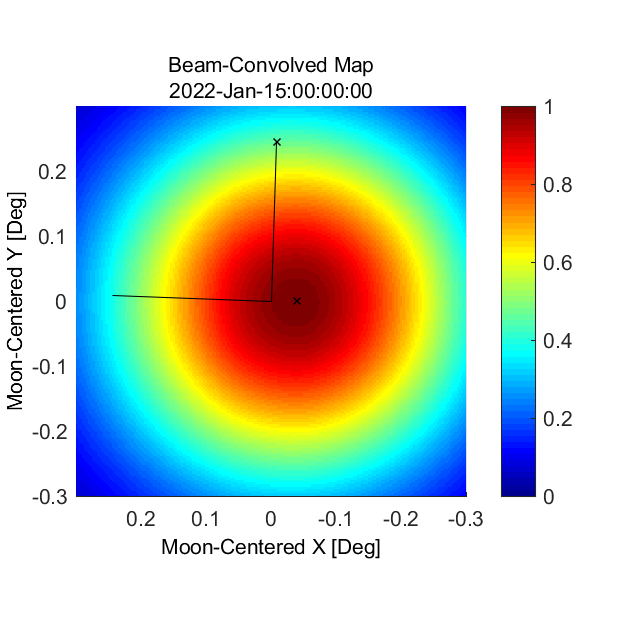 Beam-Convolved Map
2022-Jan-15:00:00:00:00
Moon-Centered Y [Deg]
0.2
0.1
0
-0.1
-0.2
-0.3
0.2 0.1 0 -0.1 -0.2 -0.3
Moon-Centered X [Deg]
1
0.8
0.6
0.4
0.2
0